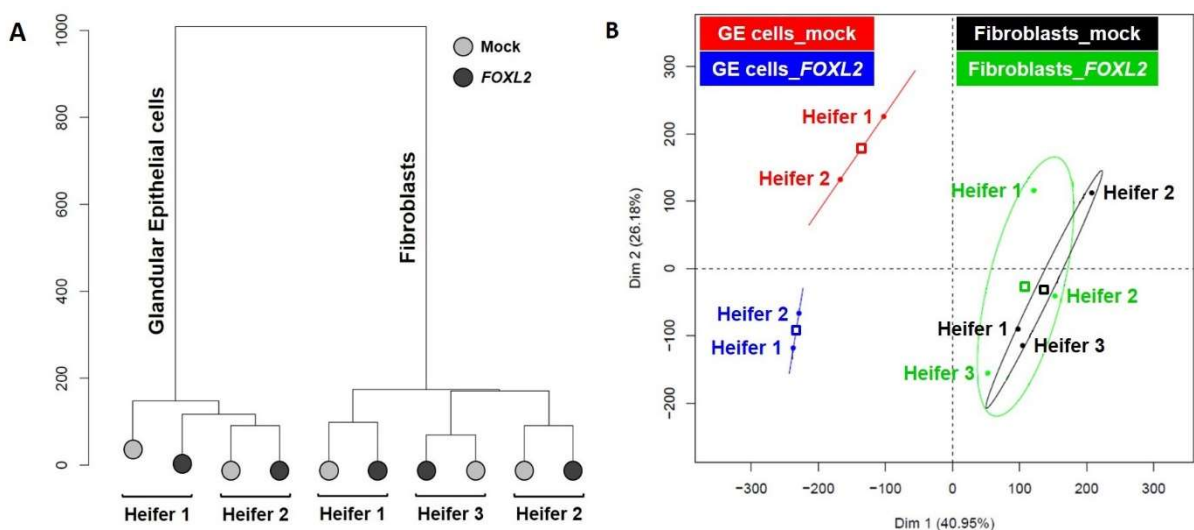 A
1000
800
600
400
200
0
Glandular Epithelial cells
Fibroblasts
Mock
FOXL2
Heifer 1
Heifer 2
Heifer 1
Heifer 3
Heifer 2
B
GE cells_mock
GE cells_FOXL2
Fibroblasts_mock
Fibroblasts_FOXL2
Heifer 1
Heifer 2
Heifer 2
Heifer 1
Heifer 1
Heifer 2
Heifer 2
Heifer 1
Heifer 3
Heifer 3
Dim 2 (26.18%)
300
200
100
0
−100
−200
−300
−200
−100
0
100
200
300
Dim 1 (40.95%)